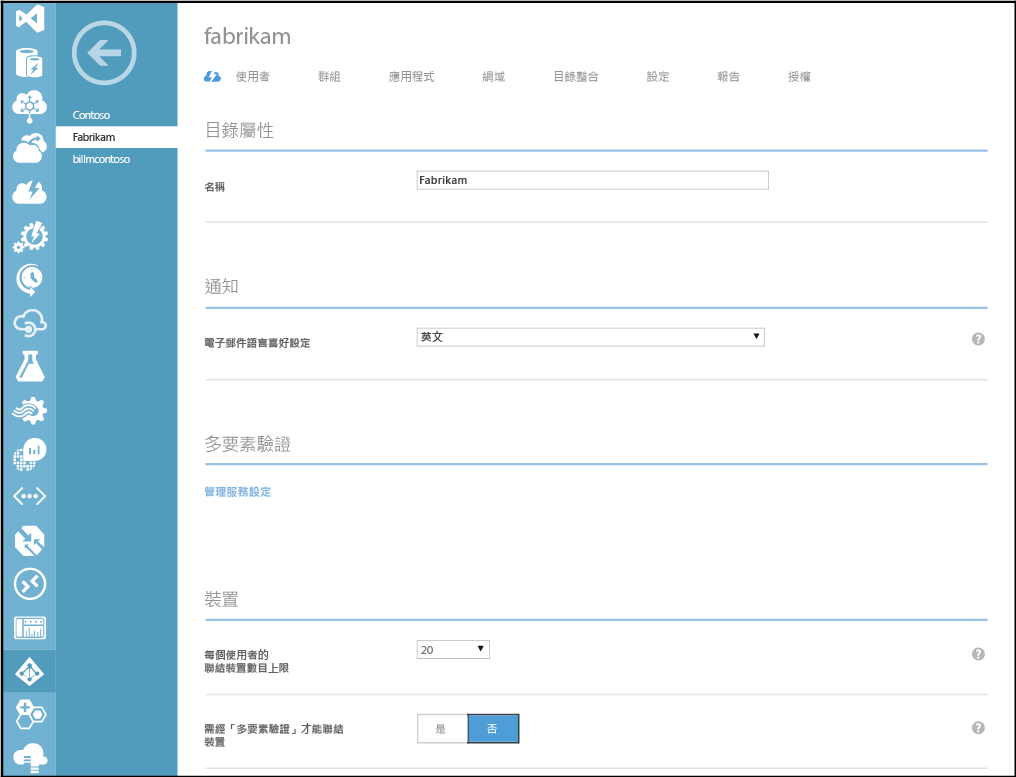 fabrikam
使用者 群組 應用程式 網域 目錄整合 設定 報告 授權
Contoso
Fabrikam
billmcontoso
目錄屬性
名稱 Fabrikam
通知
電子郵件語言喜好設定 英文
多要素驗證
管理服務設定
裝置
每個使用者的 20
聯結裝置數目上限
需經「多要素驗證」才能聯結 是 否
裝置